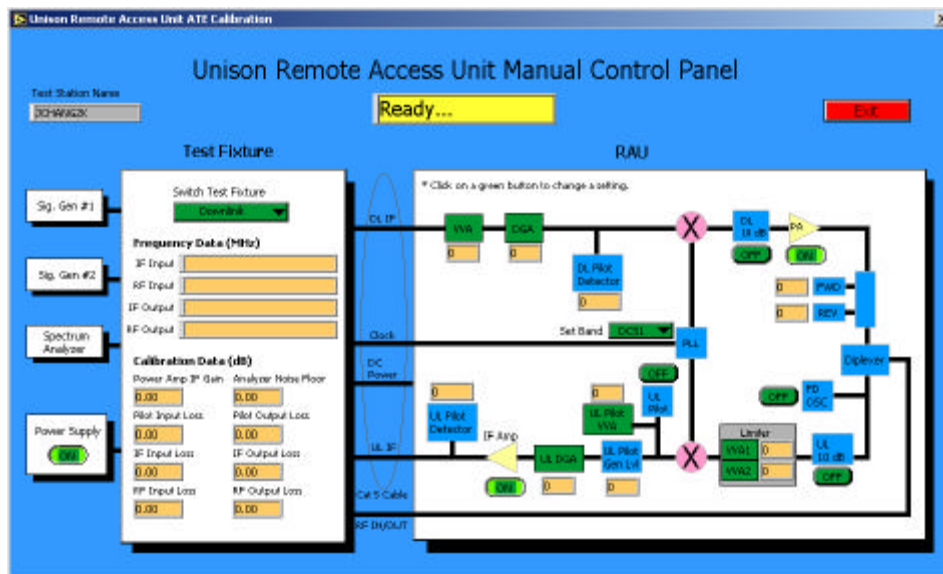 Unison Remote Access Unit ATE Calibration
Unison Remote Access Unit Manual Control Panel
Test Station Name
JCHANG2K
Ready...
Exit
Test Fixture
RAU
Sig. Gen #1
Sig. Gen #2
Spectrum
Analyzer
Power Supply
ON
Switch Test Fixture
Downlink
Frequency Data (MHz)
IF Input
RF Input
IF Output
RF Output
Calibration Data (dB)
Power Amp IP Gain
Analyzer Noise Floor
0.00
0.00
Pilot Input Loss
Pilot Output Loss
0.00
0.00
IF Input Loss
IF Output Loss
0.00
0.00
RF Input Loss
RF Output Loss
0.00
0.00
DL IF
Clock
DC
Power
UL IF
Cat 5 Cable
RF IN/OUT
* Click on a green button to change a setting.
VVA
0
DGA
0
DL Pilot
Detector
0
X
DL
10 dB
OFF
PA
ON
0
FWD
0
REV
Set Band
DCS1
PLL
Diplexer
OFF
0
UL Pilot
Detector
0
UL Pilot
VVA
UL
Pilot
OFF
FD
OSC
IF Amp
ON
UL DGA
0
UL Pilot
Gen Lvl
0
X
Limiter
VVA1
0
VVA2
0
UL
10 dB
OFF